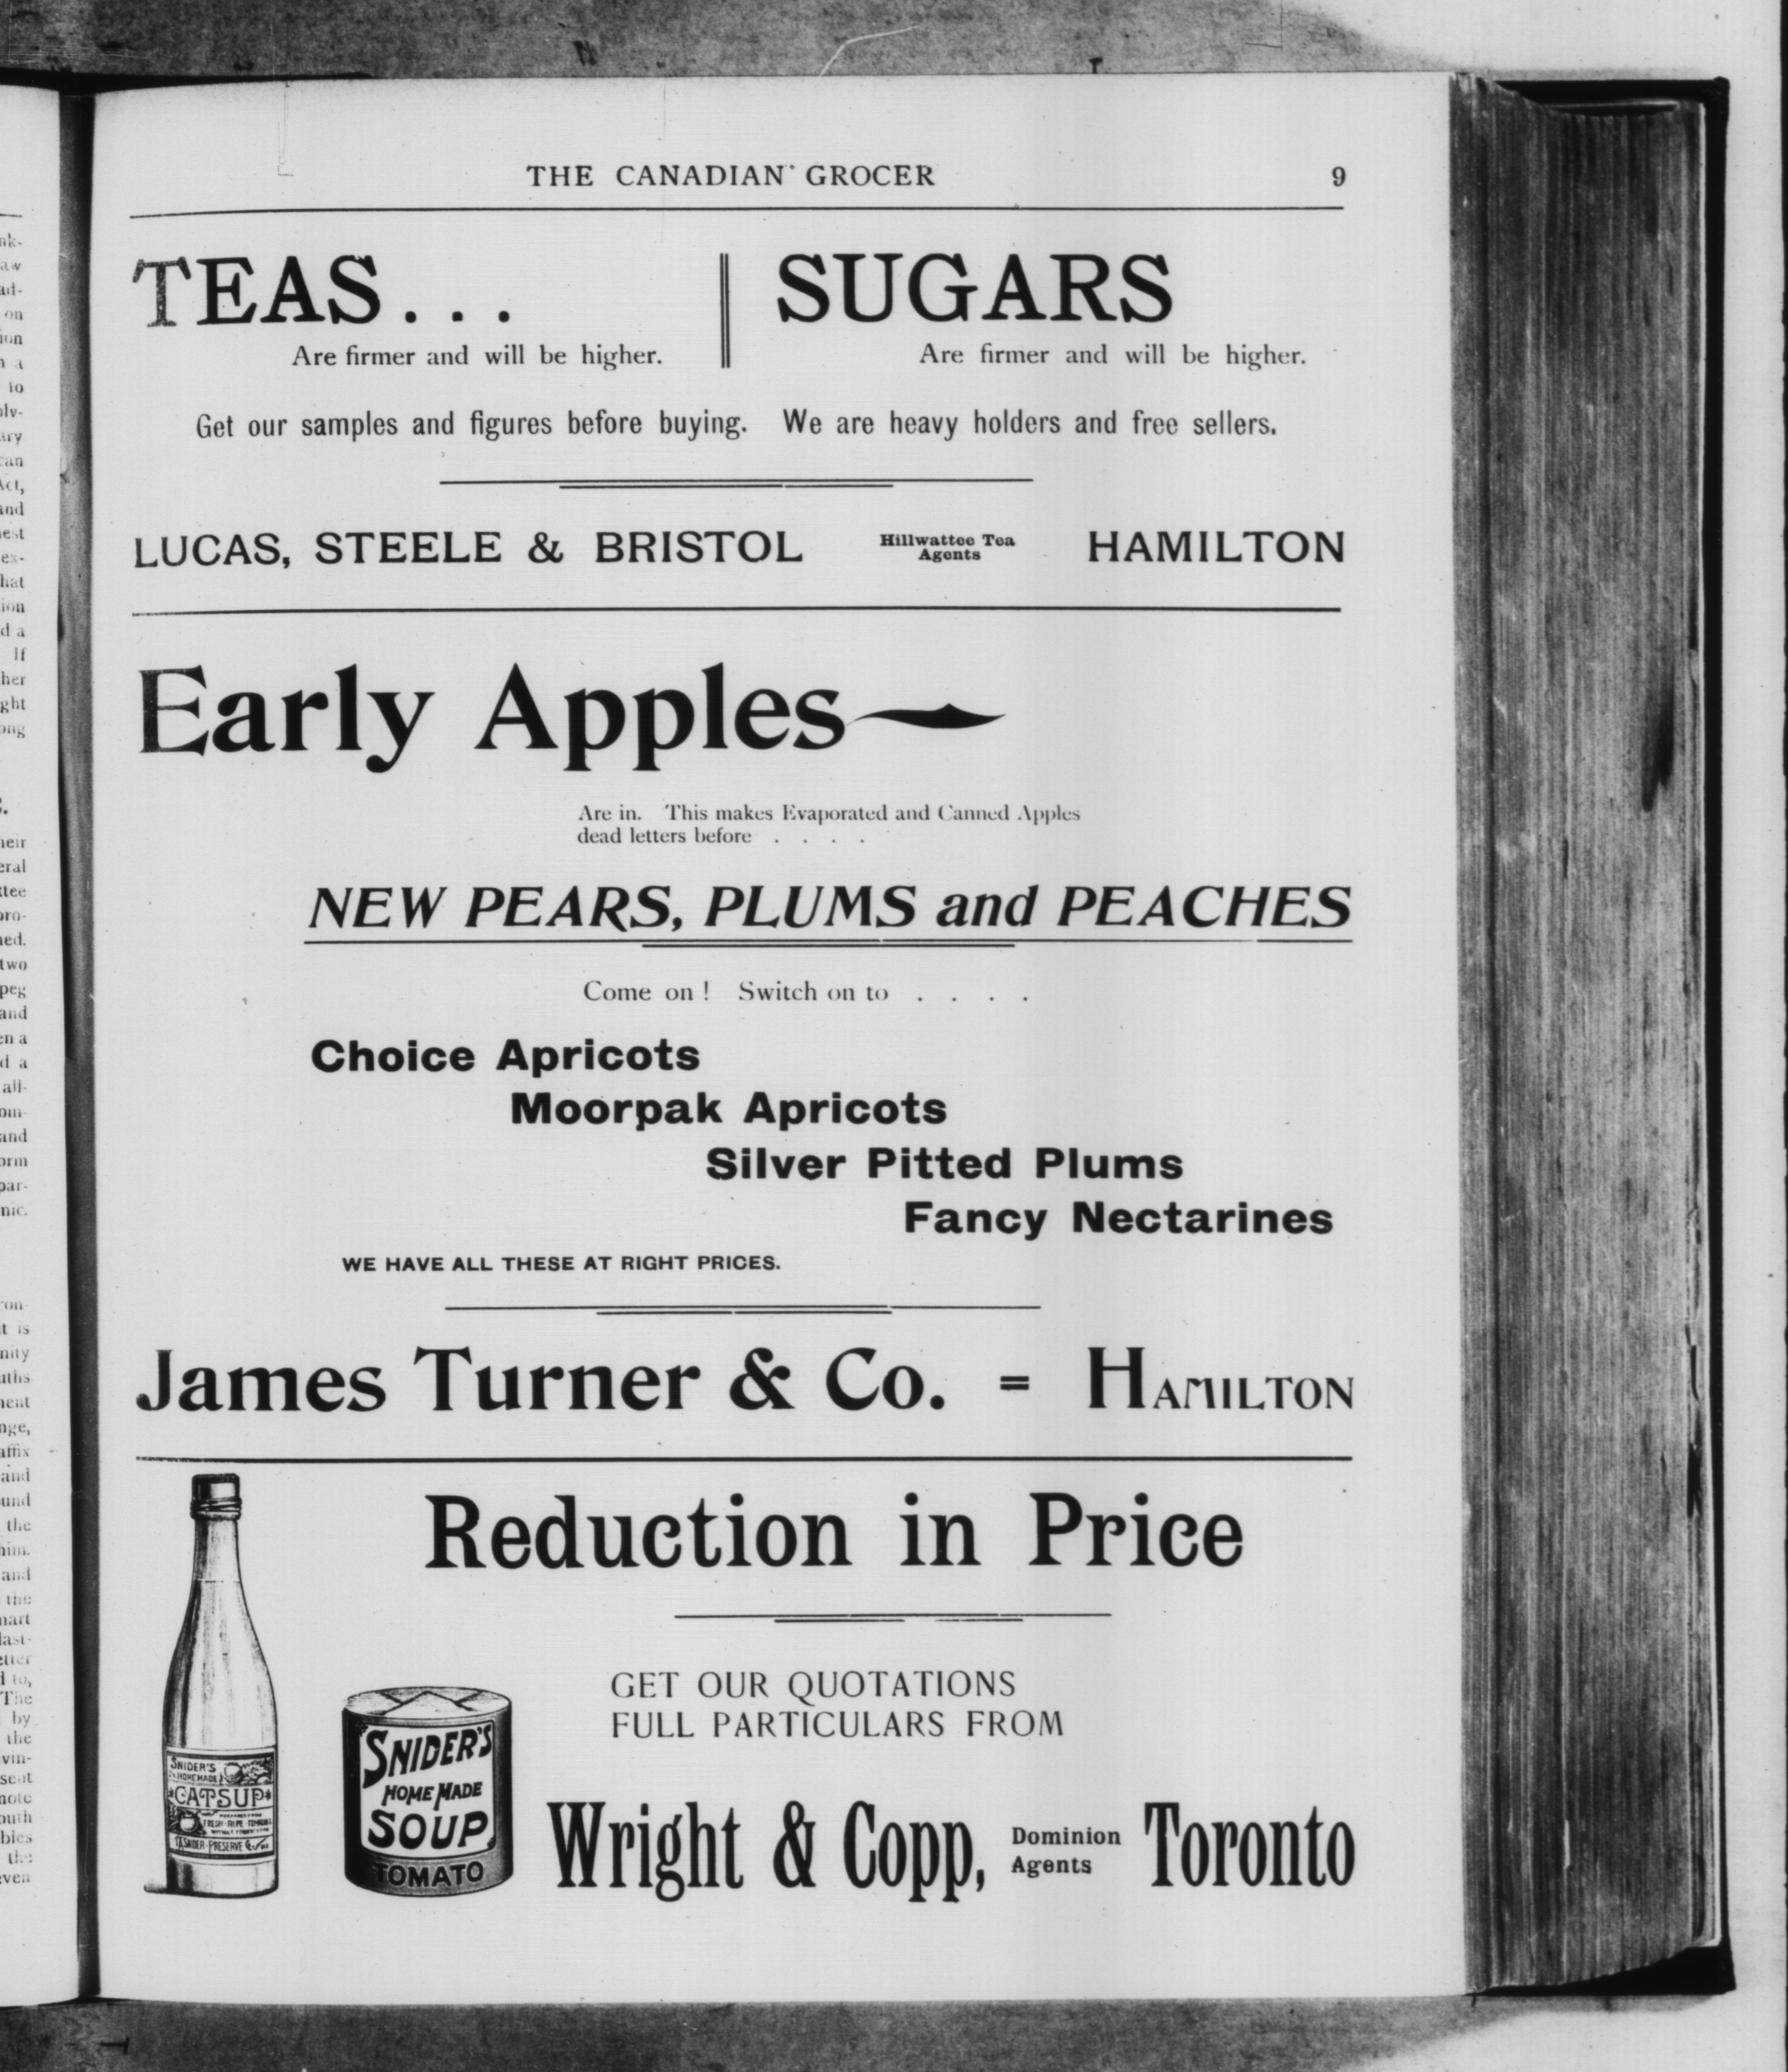 THE CANADIAN GROCER 9
TEAS...
Are firmer and will be higher.
SUGARS
Are firmer and will be higher.
Get our samples and figures before buying. We are heavy holders and free sellers.
LUCAS, STEELE & BRISTOL Hillwattee Tea Agents HAMILTON
Early Apples
Are in. This makes Evaporated and Canned Apples
dead letters before . . . .
NEW PEARS, PLUMS and PEACHES
Come on! Switch on to . . . .
Choice Apricots
Moorpak Apricots
Silver Pitted Plums
Fancy Nectarines
WE HAVE ALL THESE AT RIGHT PRICES.
James Turner & Co. = HAMILTON
Reduction in Price
GET OUR QUOTATIONS
FULL PARTICULARS FROM
SNIDER'S
HOME MADE
CATSUP
SNIDER'S
HOME MADE
SOUP
TOMATO
Wright & Copp, Dominion Agents Toronto